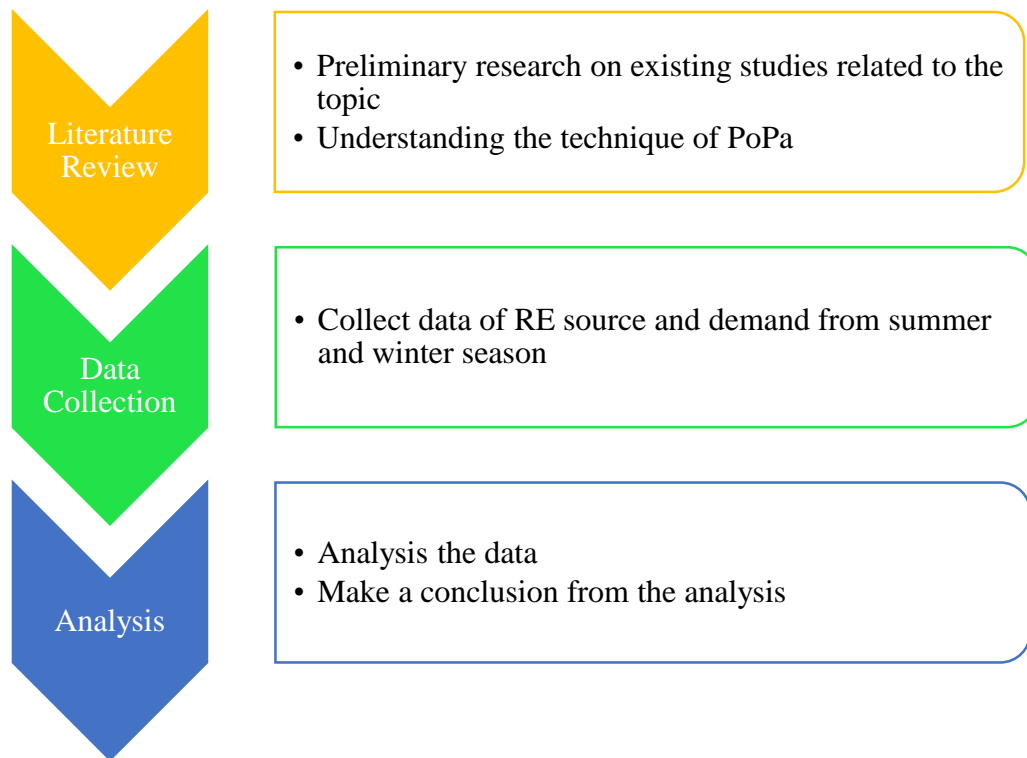 Literature
Review
• Preliminary research on existing studies related to the
topic
• Understanding the technique of PoPa
Data
Collection
• Collect data of RE source and demand from summer
and winter season
Analysis
• Analysis the data
• Make a conclusion from the analysis